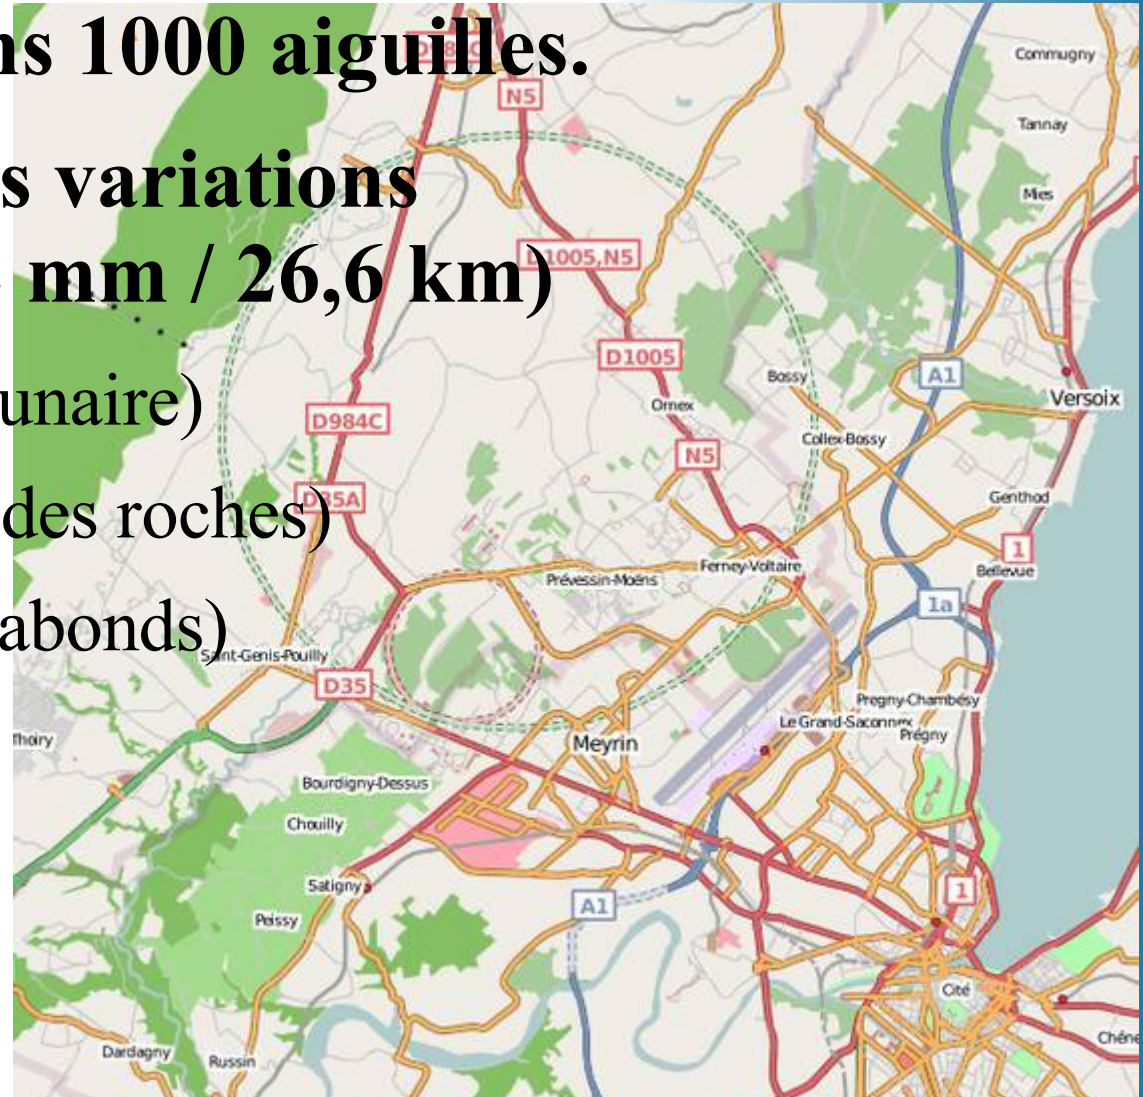 ns 1000 aiguilles.
s variations
mm / 26,6 km)
unaire)
des roches)
abonds)
N5
D1005,N5
D1005
D984C
D35A
N5
D35
A1
A1
1a
1
1
Commugny
Tannay
Mies
Versoix
Bossy
Ornex
Collex-Bossy
Genthod
Bellevue
Ferney-Voltaire
Prévessin-Moëns
Saint-Genis-Pouilly
Thoiry
Pregny-Chambésy
Le Grand-Saconnex
Prégny
Meyrin
Bourdigny-Dessus
Chouilly
Satigny
Peissy
Cité
Chêne
Dardagny
Russin